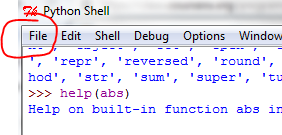 Python Shell
File Edit Shell Debug Options Window
', 'repr', 'reversed', 'round',
hod', 'str', 'sum', 'super', 'tu
>>> help(abs)
Help on built-in function abs in